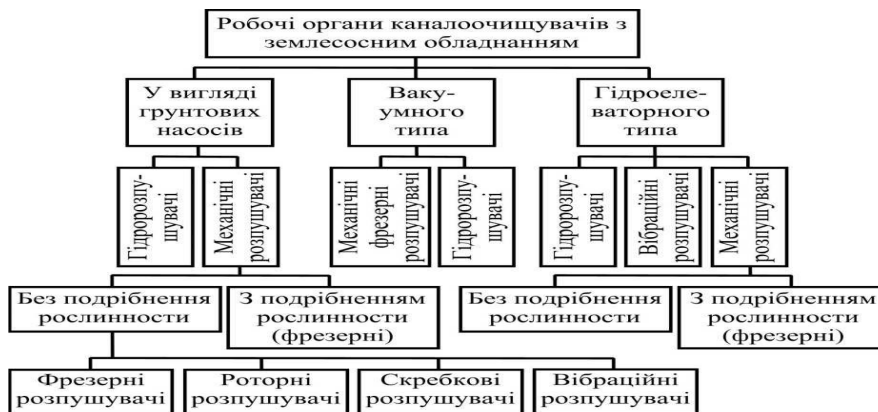 Робочі органи каналоочищувачів з
землесосним обладнанням
У вигляді
грунтових
насосів
Ваку-
умного
типа
Гідроеле-
ваторного
типа
Гідророзпу-
шувачі
Механічні
розпушувачі
Механічні
фрезерні
розпушувачі
Гідророзпу-
шувачі
Гідророзпу-
шувачі
Вібраційні
розпушувачі
Механічні
розпушувачі
Без подрібнення
рослинности
З подрібненням
рослинности
(фрезерні)
Без подрібнення
рослинности
З подрібненням
рослинности
(фрезерні)
Фрезерні
розпушувачі
Роторні
розпушувачі
Скребкові
розпушувачі
Вібраційні
розпушувачі